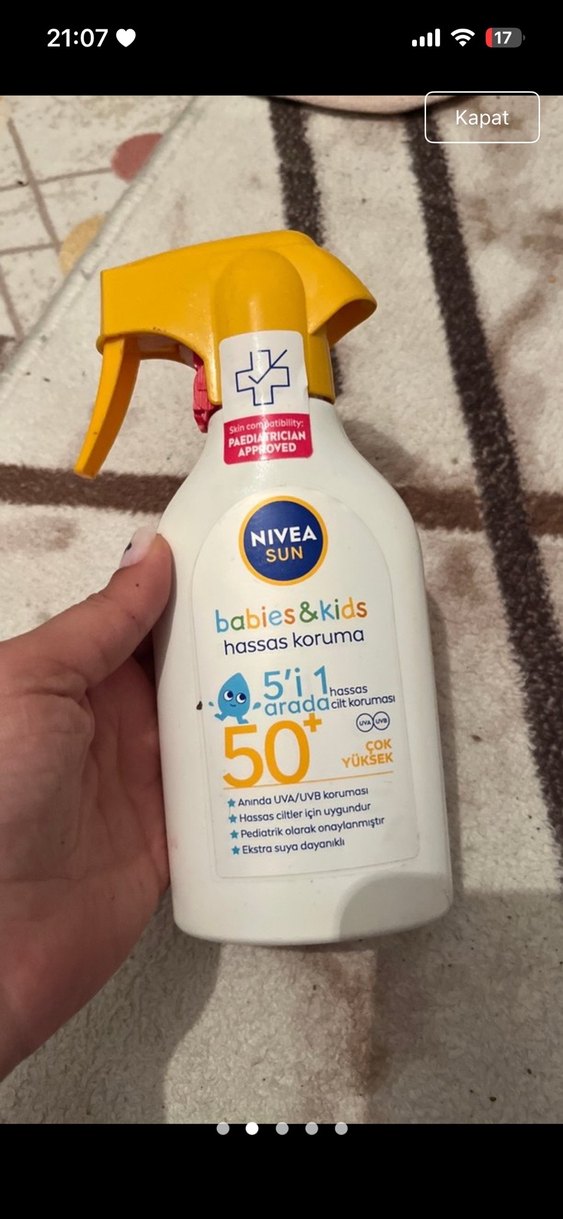 21:07
17
Kapat
Skin compatibility:
PAEDIATRICIAN
APPROVED
NIVEA
SUN
babies&kids
hassas koruma
5'i 1
arada
hassas
cilt koruması
50+
UVA UVB
ÇOK
YÜKSEK
Anında UVA/UVB koruması
Hassas ciltler için uygundur
Pediatrik olarak onaylanmıştır
Ekstra suya dayanıklı